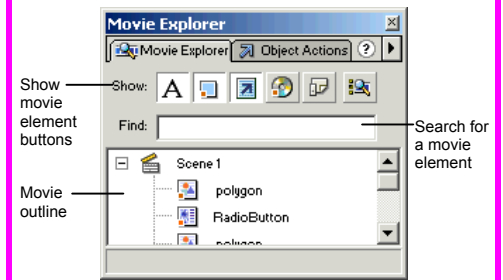 Movie Explorer
Movie Explorer Object Actions ?
Show movie element buttons
Show: A
Find:
Search for a movie element
Movie outline
Scene 1
polygon
RadioButton
polygon